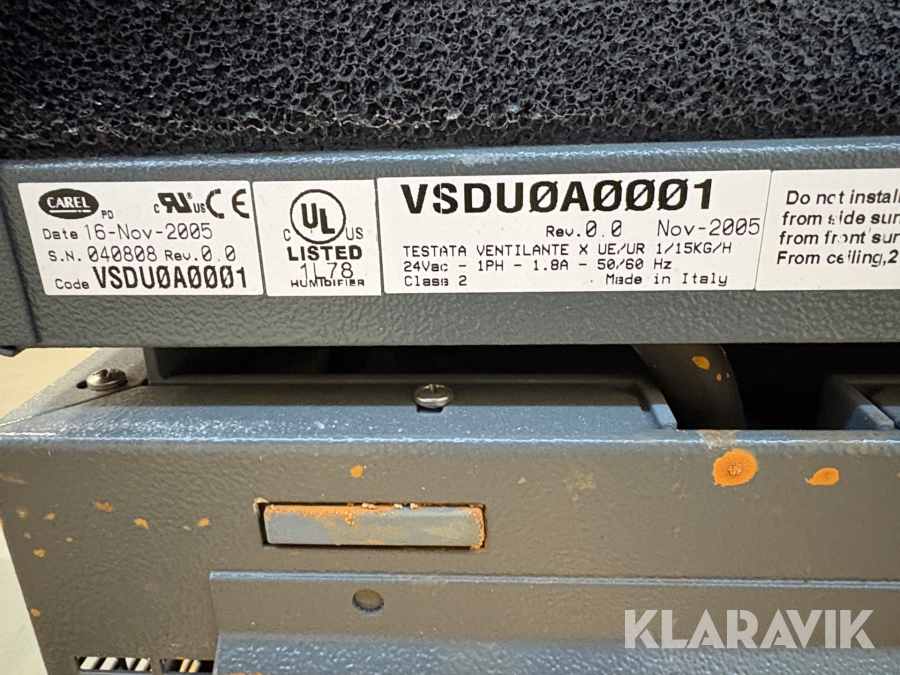 CAREL PD c RU us CE
Date 16-Nov-2005
S.N. 040808 Rev.0.0
Code VSDU0A0001
C UL US
LISTED
1L78
HUMIDIFIER
VSDU0A0001
Rev.0.0 Nov-2005
TESTATA VENTILANTE X UE/UR 1/15KG/H
24Vac - 1PH - 1.8A - 50/60 Hz
Class 2 Made in Italy
Do not instal
from side sur
from front sur
From ceiling,2
KLARAVIK